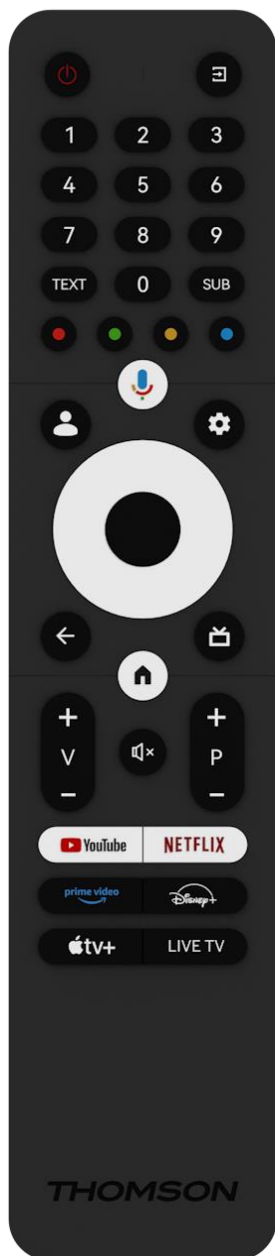 1 2 3
4 5 6
7 8 9
TEXT 0 SUB
+ +
V P
- -
YouTube NETFLIX
prime video Disney+
tv+ LIVE TV
THOMSON